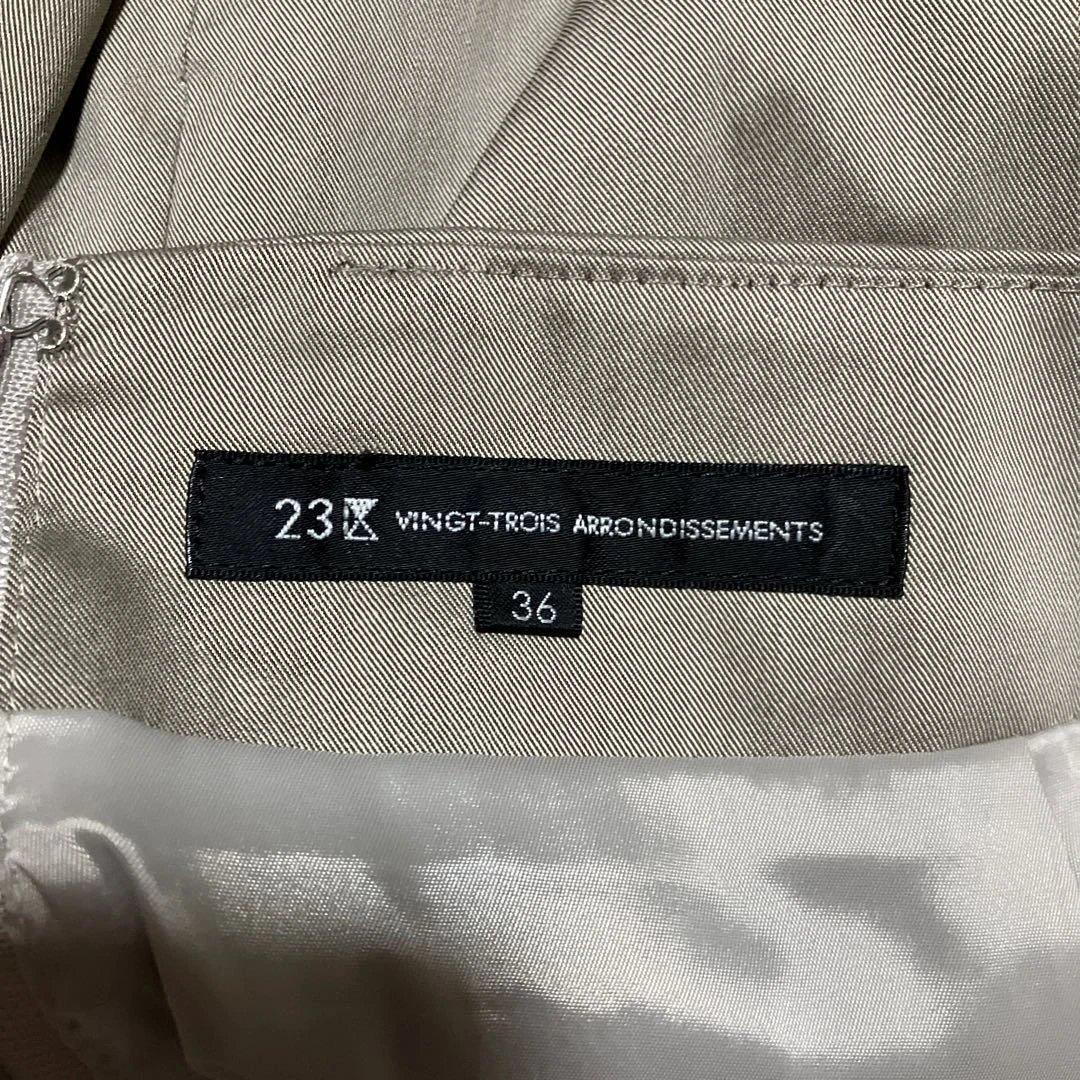 23区 VINGT-TROIS ARRONDISSEMENTS
36